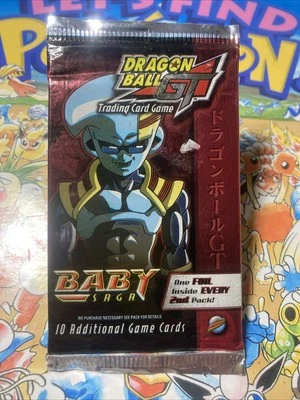 LET'S FIND
POKÉMON!
DRAGON
BALL GT
Trading Card Game
ドラゴンボールGT
BABY
SAGA
One FOIL
Inside EVERY
2nd Pack!
NO PURCHASE NECESSARY. SEE PACK FOR DETAILS.
10 Additional Game Cards